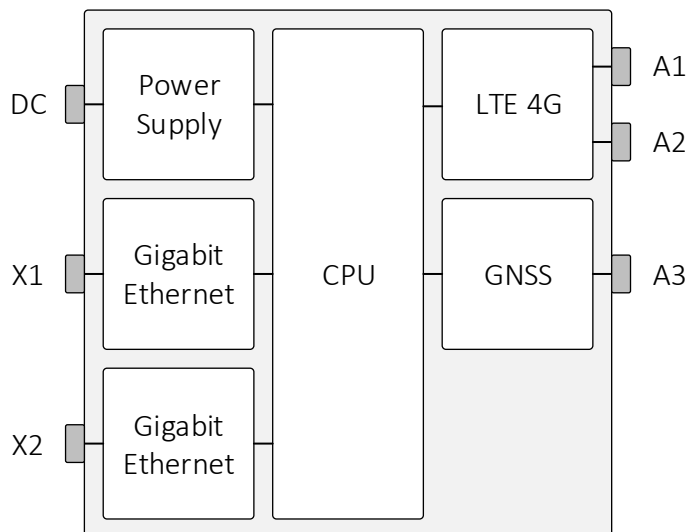 DC
Power
Supply
CPU
LTE 4G
A1
A2
X1
Gigabit
Ethernet
GNSS
A3
X2
Gigabit
Ethernet